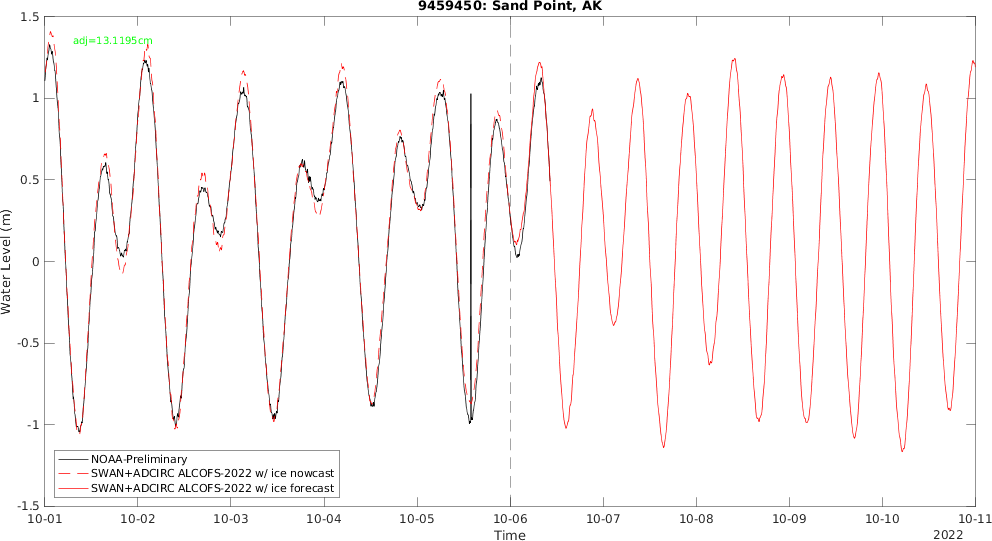 9459450: Sand Point, AK
adj=13.1195cm
1.5
1
0.5
0
-0.5
-1
-1.5
Water Level (m)
NOAA-Preliminary
SWAN+ADCIRC ALCOFS-2022 w/ ice nowcast
SWAN+ADCIRC ALCOFS-2022 w/ ice forecast
10-01 10-02 10-03 10-04 10-05 10-06 10-07 10-08 10-09 10-10 10-11
Time
2022